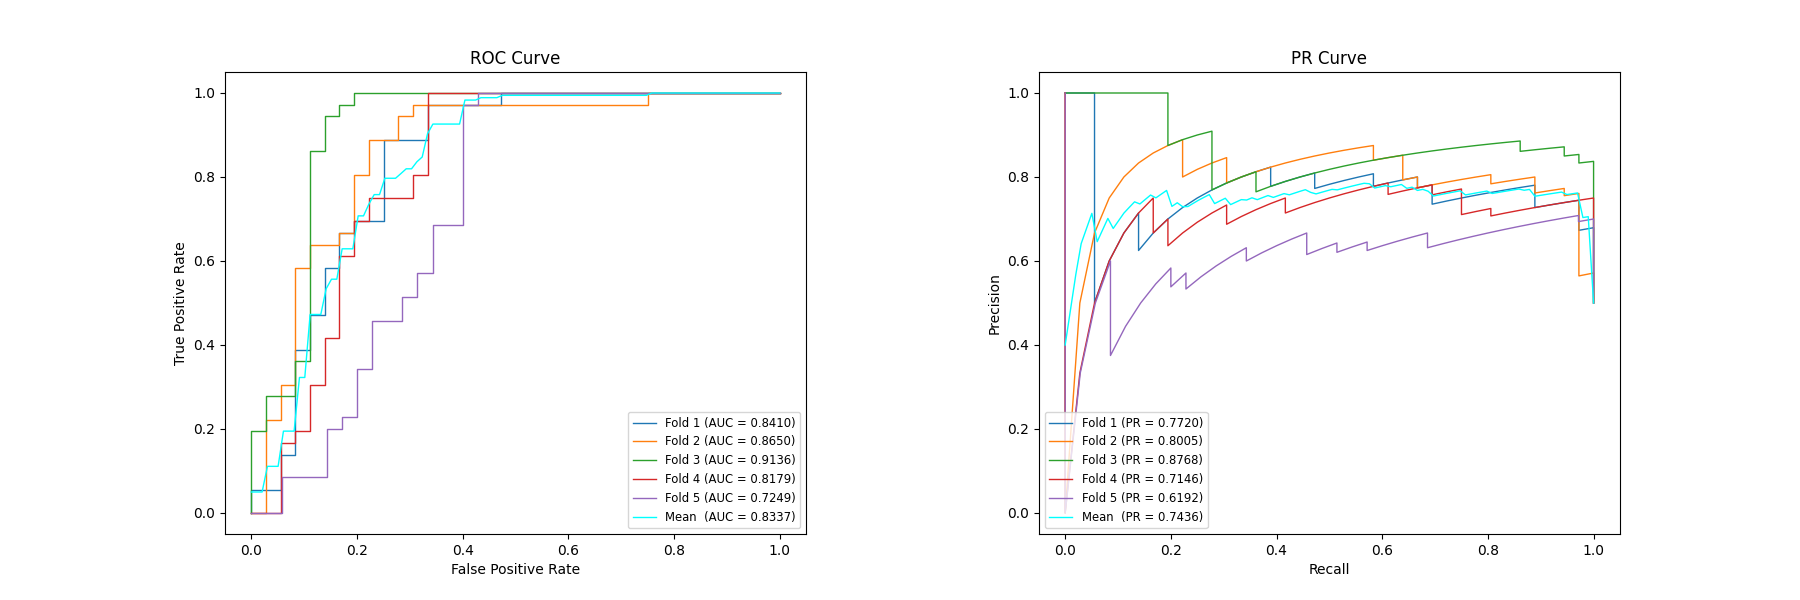 ROC Curve
True Positive Rate
1.0
0.8
0.6
0.4
0.2
0.0
Fold 1 (AUC = 0.8410)
Fold 2 (AUC = 0.8650)
Fold 3 (AUC = 0.9136)
Fold 4 (AUC = 0.8179)
Fold 5 (AUC = 0.7249)
Mean  (AUC = 0.8337)
0.0 0.2 0.4 0.6 0.8 1.0
False Positive Rate
PR Curve
Precision
1.0
0.8
0.6
0.4
0.2
0.0
Fold 1 (PR = 0.7720)
Fold 2 (PR = 0.8005)
Fold 3 (PR = 0.8768)
Fold 4 (PR = 0.7146)
Fold 5 (PR = 0.6192)
Mean  (PR = 0.7436)
0.0 0.2 0.4 0.6 0.8 1.0
Recall